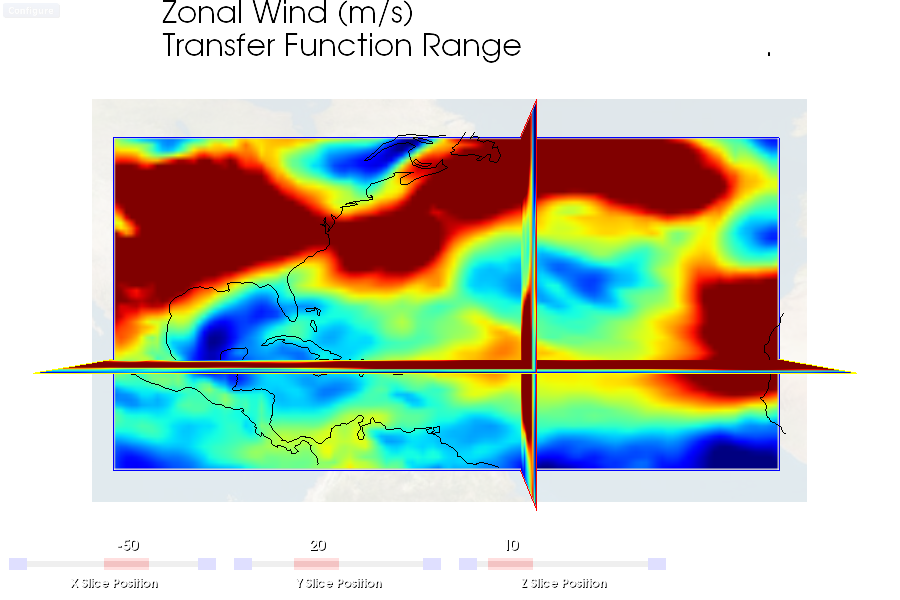 Configure
Zonal Wind (m/s)
Transfer Function Range
-50
20
10
X Slice Position
Y Slice Position
Z Slice Position